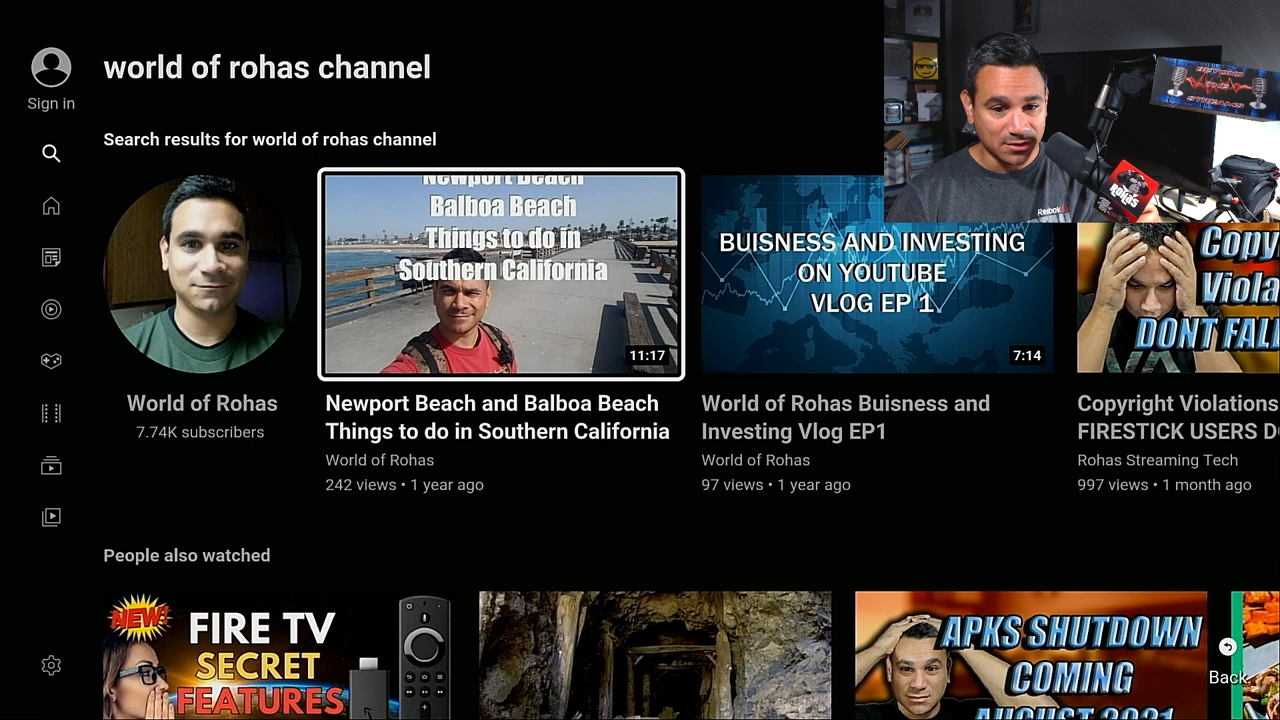 world of rohas channel
Sign in
Search results for world of rohas channel
Newport Beach
Balboa Beach
Things to do in
Southern California
11:17
BUISNESS AND INVESTING
ON YOUTUBE
VLOG EP 1
7:14
Copy
Viola
DONT FALL
Reebok
ROHAS
World of Rohas
7.74K subscribers
Newport Beach and Balboa Beach
Things to do in Southern California
World of Rohas
242 views • 1 year ago
World of Rohas Buisness and
Investing Vlog EP1
World of Rohas
97 views • 1 year ago
Copyright Violations
FIRESTICK USERS D
Rohas Streaming Tech
997 views • 1 month ago
People also watched
NEW!
FIRE TV
SECRET
FEATURES
APKS SHUTDOWN
COMING
AUGUST 2021
Back